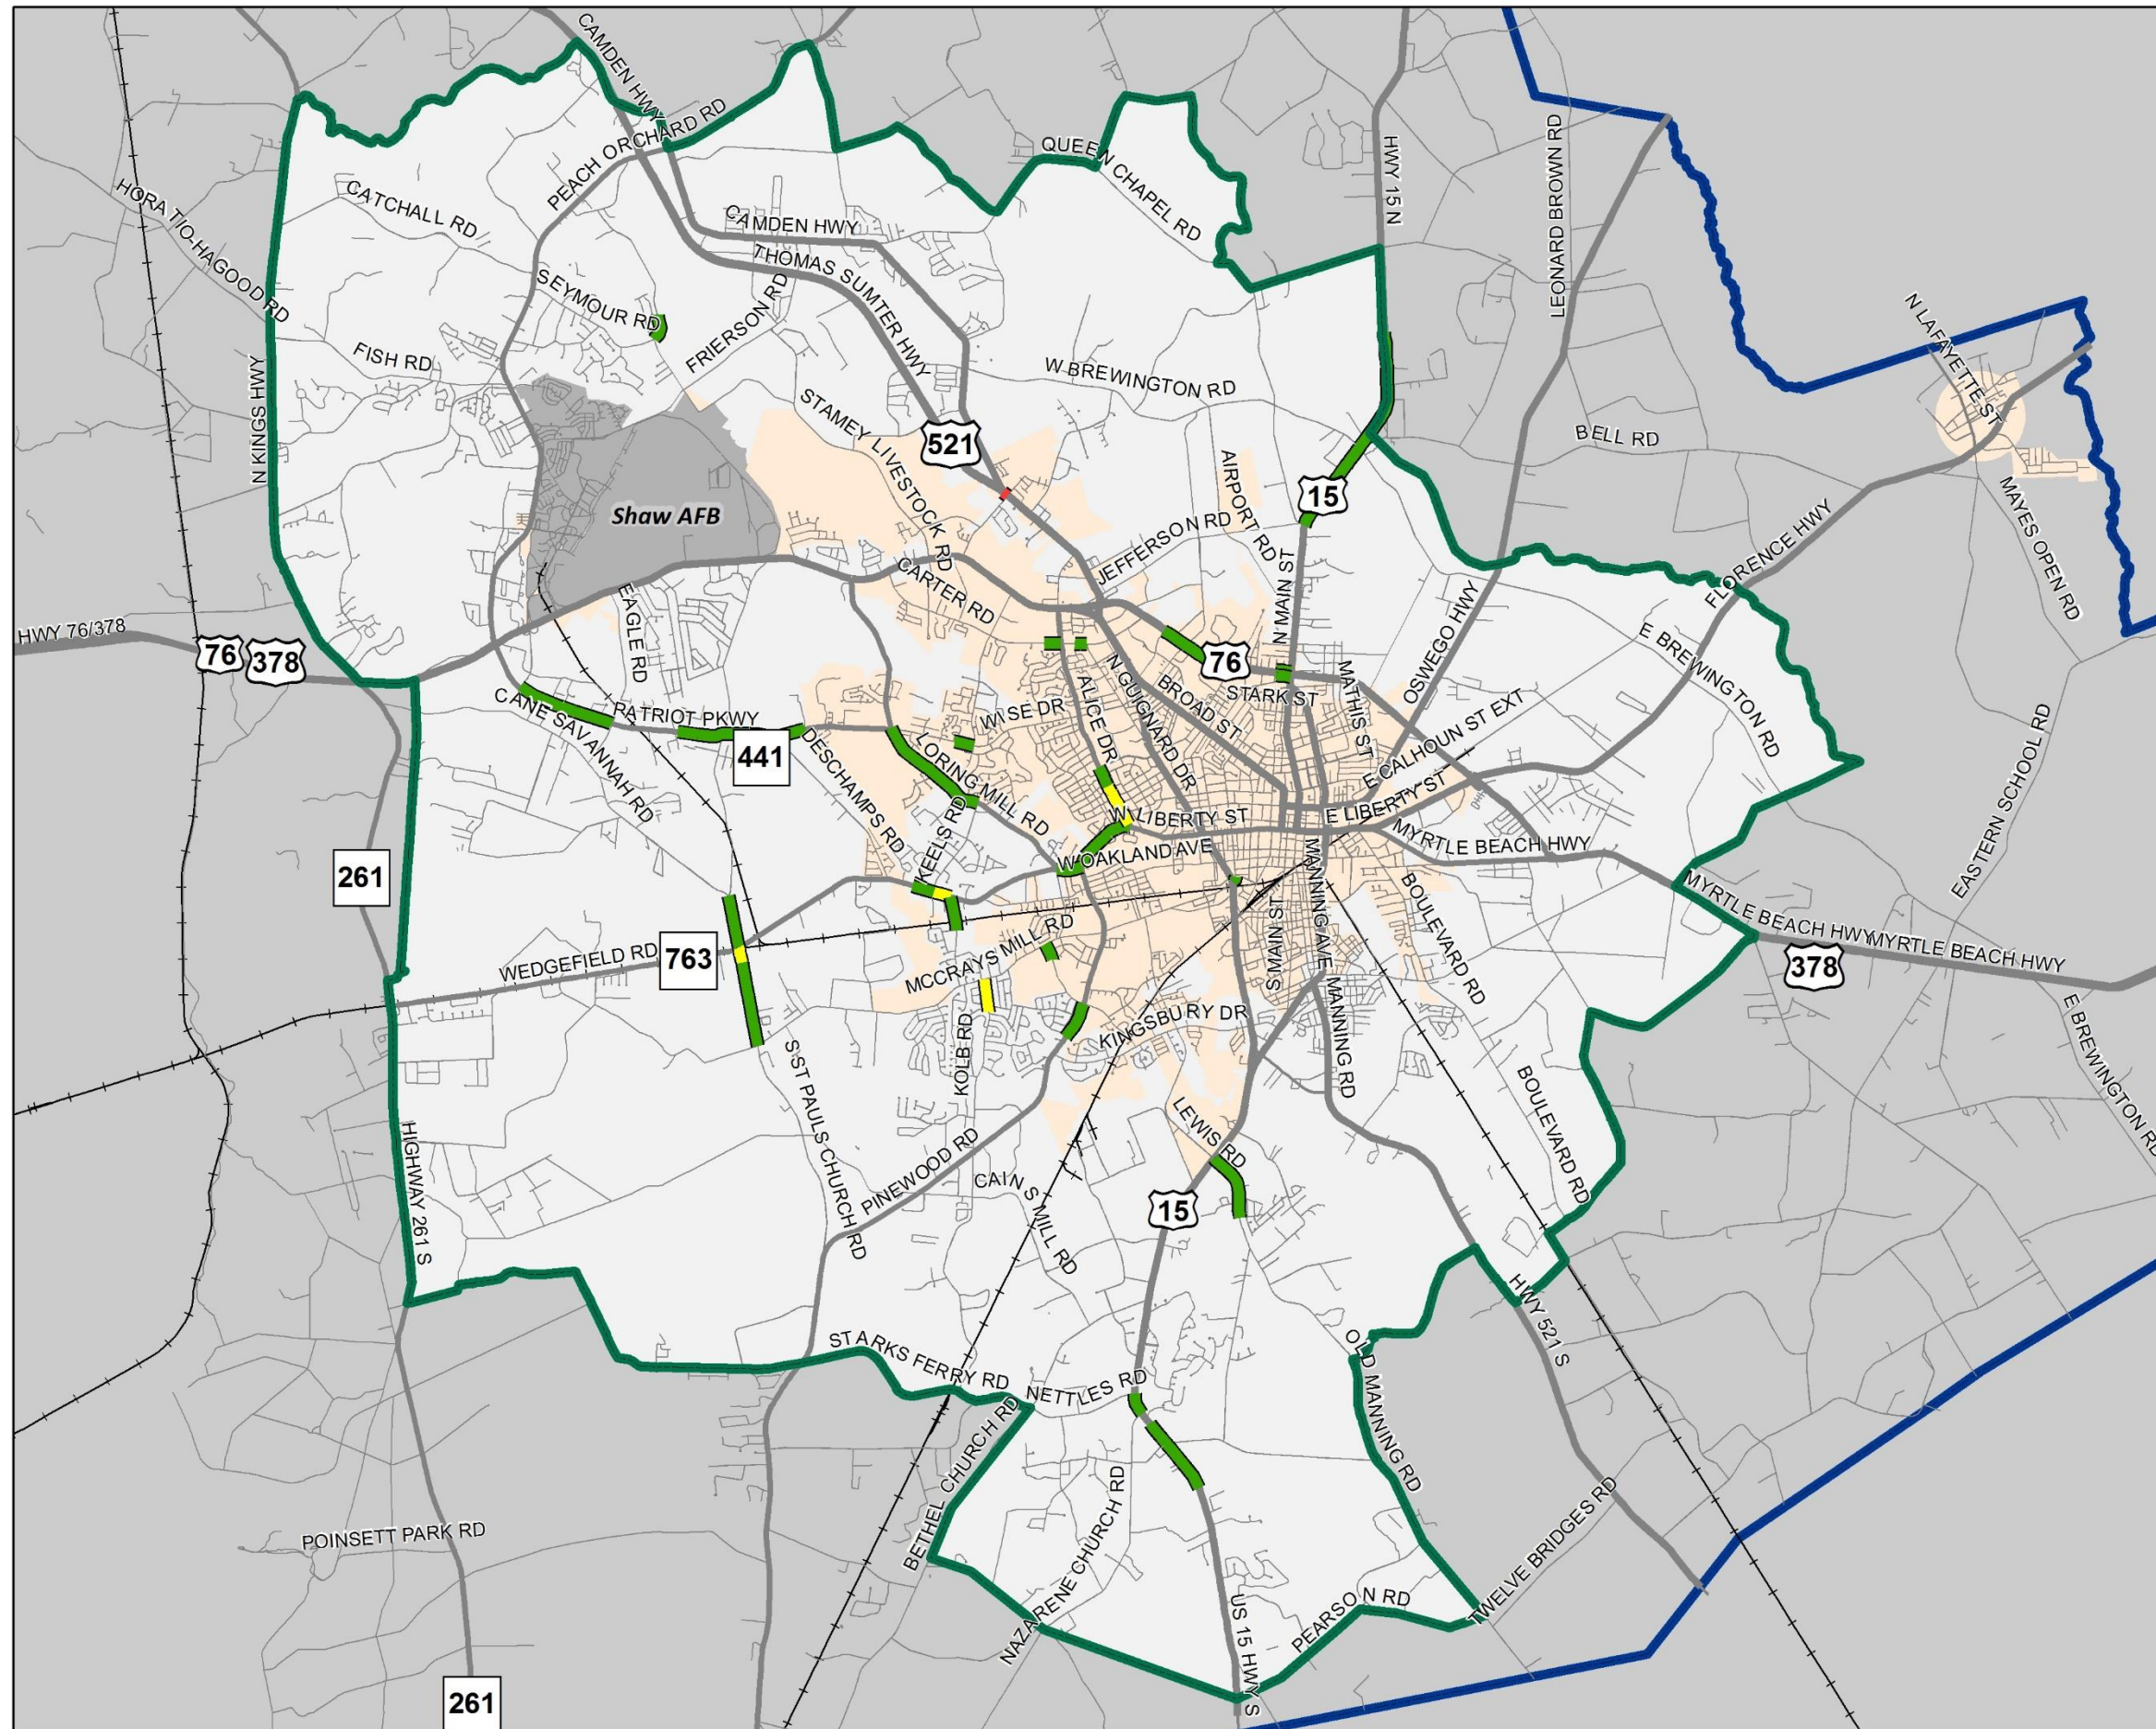 CAMDEN HWY
PEACH ORCHARD RD
QUEEN CHAPEL RD
HWY 15 N
LEONARD BROWN RD
HORATIO-HAGOOD RD
CATCHALL RD
CAMDEN HWY
THOMAS SUMTER HWY
SEYMOUR RD
FRIERSON RD
N LAFAYETTE ST
FISH RD
N KINGS HWY
W BREWINGTON RD
STAMEY LIVESTOCK RD
521
BELL RD
AIRPORT RD
15
Shaw AFB
MAYES OPEN RD
JEFFERSON RD
FLORENCE HWY
CARTER RD
N MAIN ST
EAGLE RD
OSWEGO HWY
E BREWINGTON RD
HWY 76/378
76
378
76
N GUIGNARD DR
ALICE DR
BROAD ST
STARK ST
MATHIS ST
CANE SAVANNAH RD
PATRIOT PKWY
WISE DR
E CALHOUN ST EXT
441
DESCHAMPS RD
LORING MILL RD
EASTERN SCHOOL RD
KEELS RD
W LIBERTY ST
E LIBERTY ST
MYRTLE BEACH HWY
W OAKLAND AVE
261
MANNING AVE
BOULEVARD RD
MYRTLE BEACH HWY
MYRTLE BEACH HWY
378
S MAIN ST
WEDGEFIELD RD
763
MCCRAYS MILL RD
MANNING RD
E BREWINGTON RD
KINGSBURY DR
KOLB RD
S ST PAULS CHURCH RD
BOULEVARD RD
LEWIS RD
HIGHWAY 261 S
PINEWOOD RD
CAINS MILL RD
15
HWY 521 S
STARKS FERRY RD
NETTLES RD
OLD MANNING RD
BETHEL CHURCH RD
NAZARENE CHURCH RD
POINSETT PARK RD
TWELVE BRIDGES RD
PEARSON RD
US 15 HWY S
261